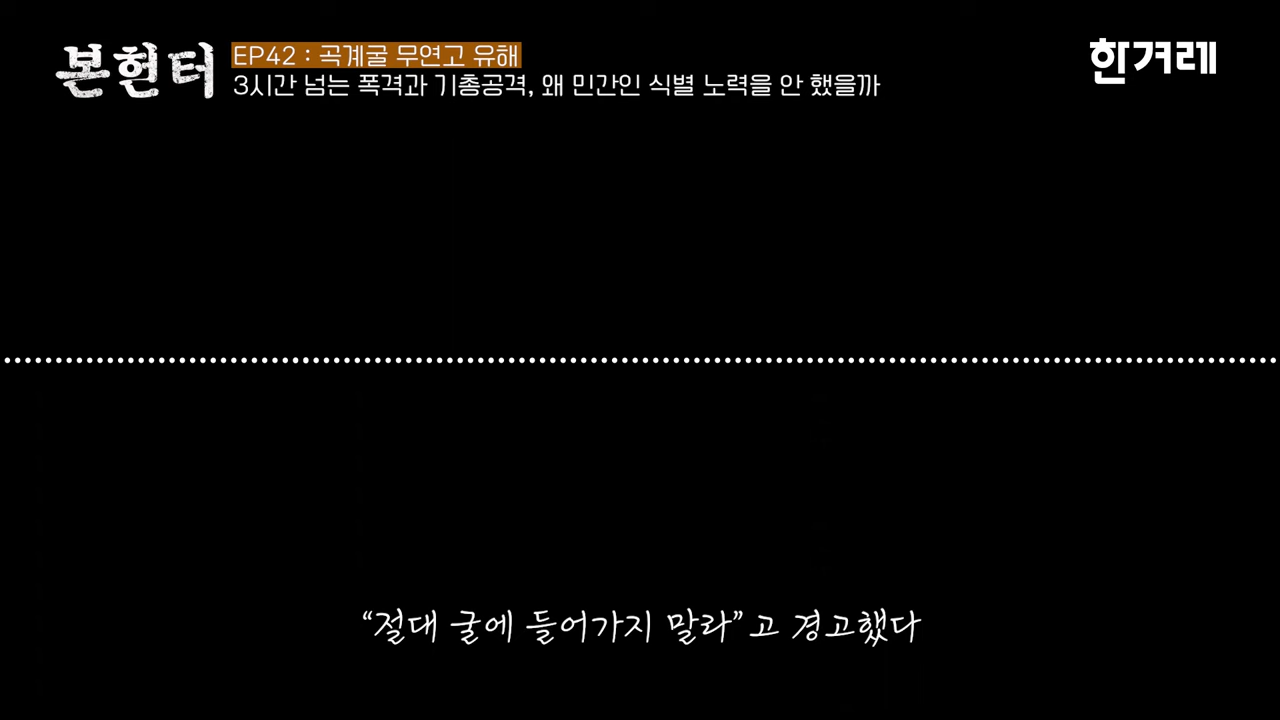 본헌터
EP42 : 곡계굴 무연고 유해
3시간 넘는 폭격과 기총공격, 왜 민간인 식별 노력을 안 했을까
한겨레
“절대 굴에 들어가지 말라”고 경고했다